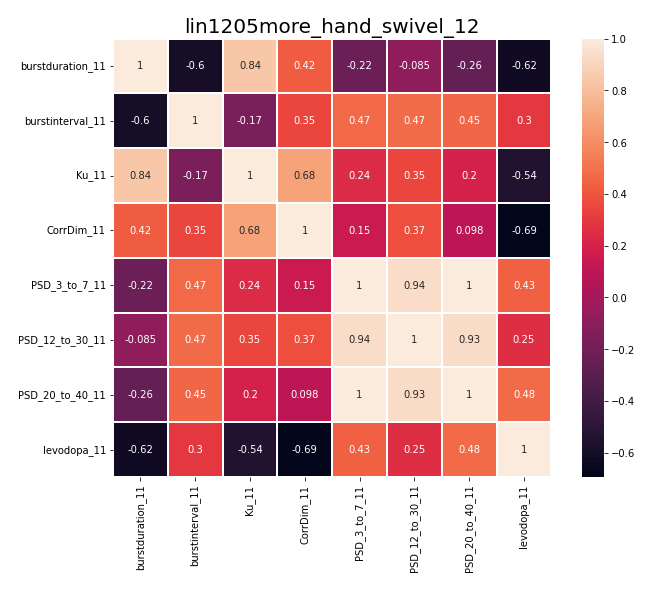 lin1205more_hand_swivel_12
burstduration_11 1 -0.6 0.84 0.42 -0.22 -0.085 -0.26 -0.62
burstinterval_11 -0.6 1 -0.17 0.35 0.47 0.47 0.45 0.3
Ku_11 0.84 -0.17 1 0.68 0.24 0.35 0.2 -0.54
CorrDim_11 0.42 0.35 0.68 1 0.15 0.37 0.098 -0.69
PSD_3_to_7_11 -0.22 0.47 0.24 0.15 1 0.94 1 0.43
PSD_12_to_30_11 -0.085 0.47 0.35 0.37 0.94 1 0.93 0.25
PSD_20_to_40_11 -0.26 0.45 0.2 0.098 1 0.93 1 0.48
levodopa_11 -0.62 0.3 -0.54 -0.69 0.43 0.25 0.48 1
burstduration_11
burstinterval_11
Ku_11
CorrDim_11
PSD_3_to_7_11
PSD_12_to_30_11
PSD_20_to_40_11
levodopa_11
1.0
0.8
0.6
0.4
0.2
0.0
−0.2
−0.4
−0.6